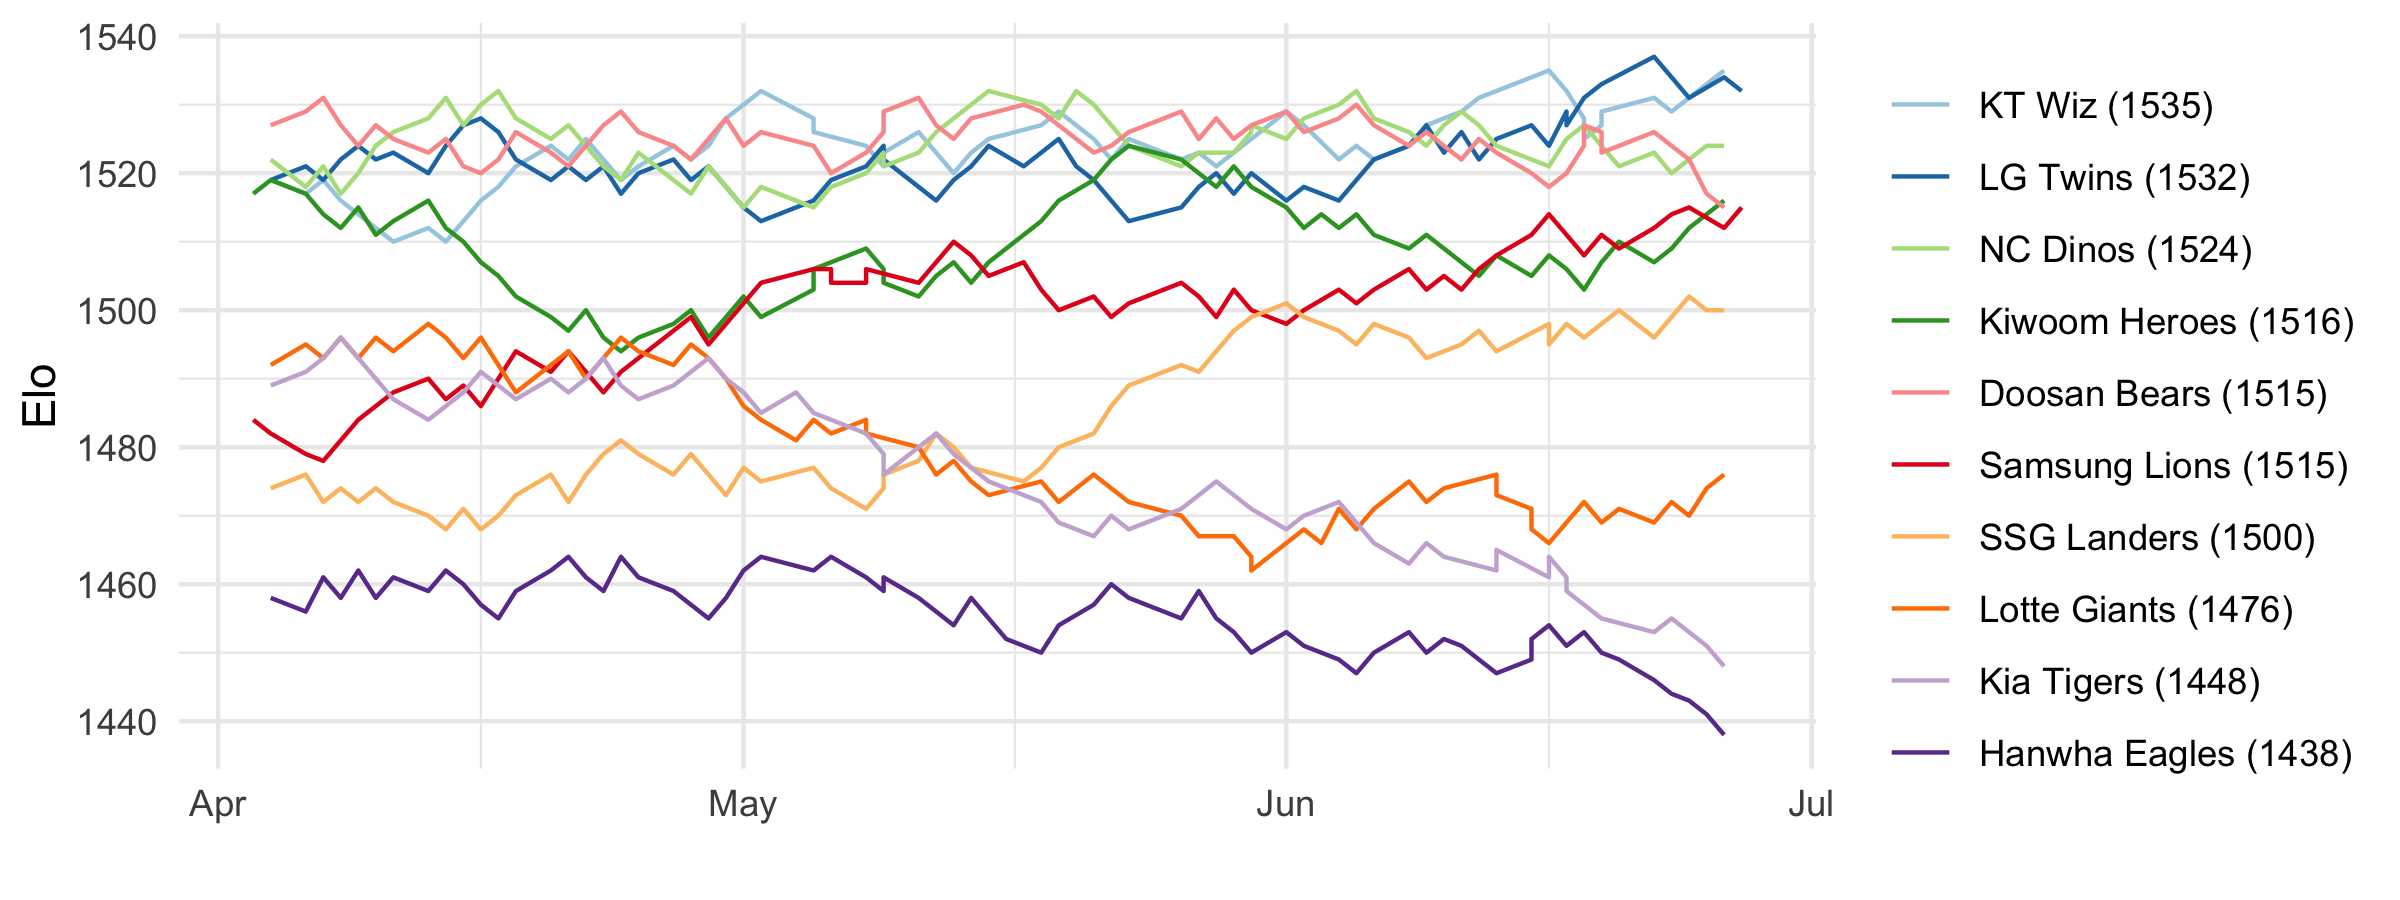 1540
1520
1500
1480
1460
1440
Elo
Apr
May
Jun
Jul
KT Wiz (1535)
LG Twins (1532)
NC Dinos (1524)
Kiwoom Heroes (1516)
Doosan Bears (1515)
Samsung Lions (1515)
SSG Landers (1500)
Lotte Giants (1476)
Kia Tigers (1448)
Hanwha Eagles (1438)